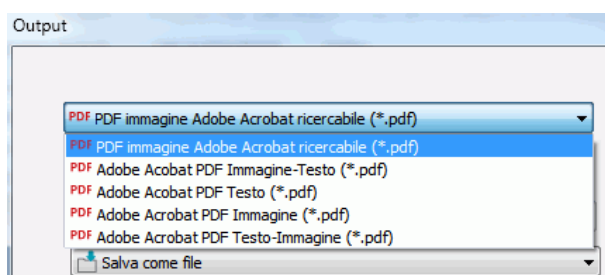 Output
PDF PDF immagine Adobe Acrobat ricercabile (*.pdf)
PDF PDF immagine Adobe Acrobat ricercabile (*.pdf)
PDF Adobe Acobat PDF Immagine-Testo (*.pdf)
PDF Adobe Acrobat PDF Testo (*.pdf)
PDF Adobe Acrobat PDF Immagine (*.pdf)
PDF Adobe Acrobat PDF Testo-Immagine (*.pdf)
Salva come file